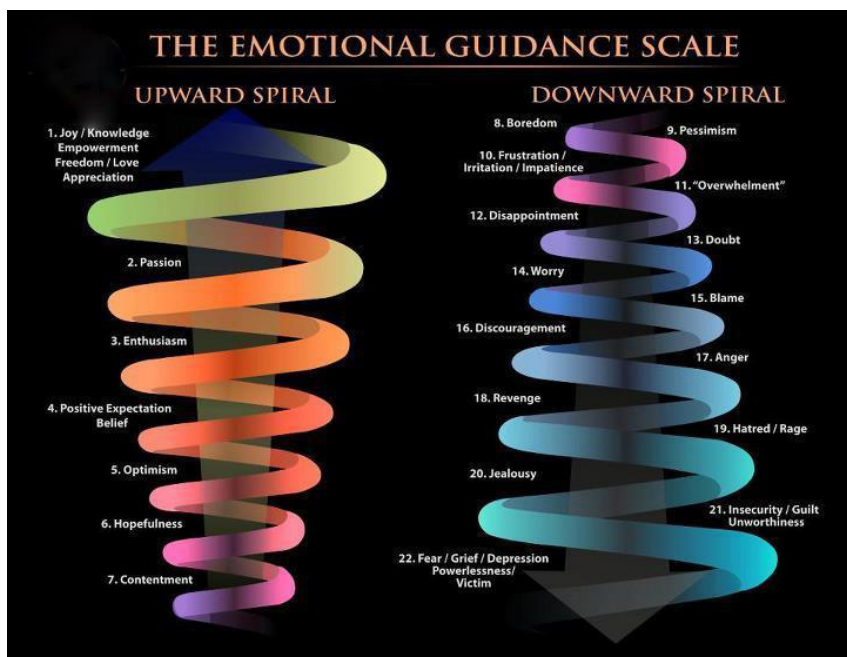 THE EMOTIONAL GUIDANCE SCALE
UPWARD SPIRAL
1. Joy / Knowledge
Empowerment
Freedom / Love
Appreciation
2. Passion
3. Enthusiasm
4. Positive Expectation
Belief
5. Optimism
6. Hopefulness
7. Contentment
DOWNWARD SPIRAL
8. Boredom
9. Pessimism
10. Frustration /
Irritation / Impatience
11. “Overwhelment”
12. Disappointment
13. Doubt
14. Worry
15. Blame
16. Discouragement
17. Anger
18. Revenge
19. Hatred / Rage
20. Jealousy
21. Insecurity / Guilt
Unworthiness
22. Fear / Grief / Depression
Powerlessness/
Victim